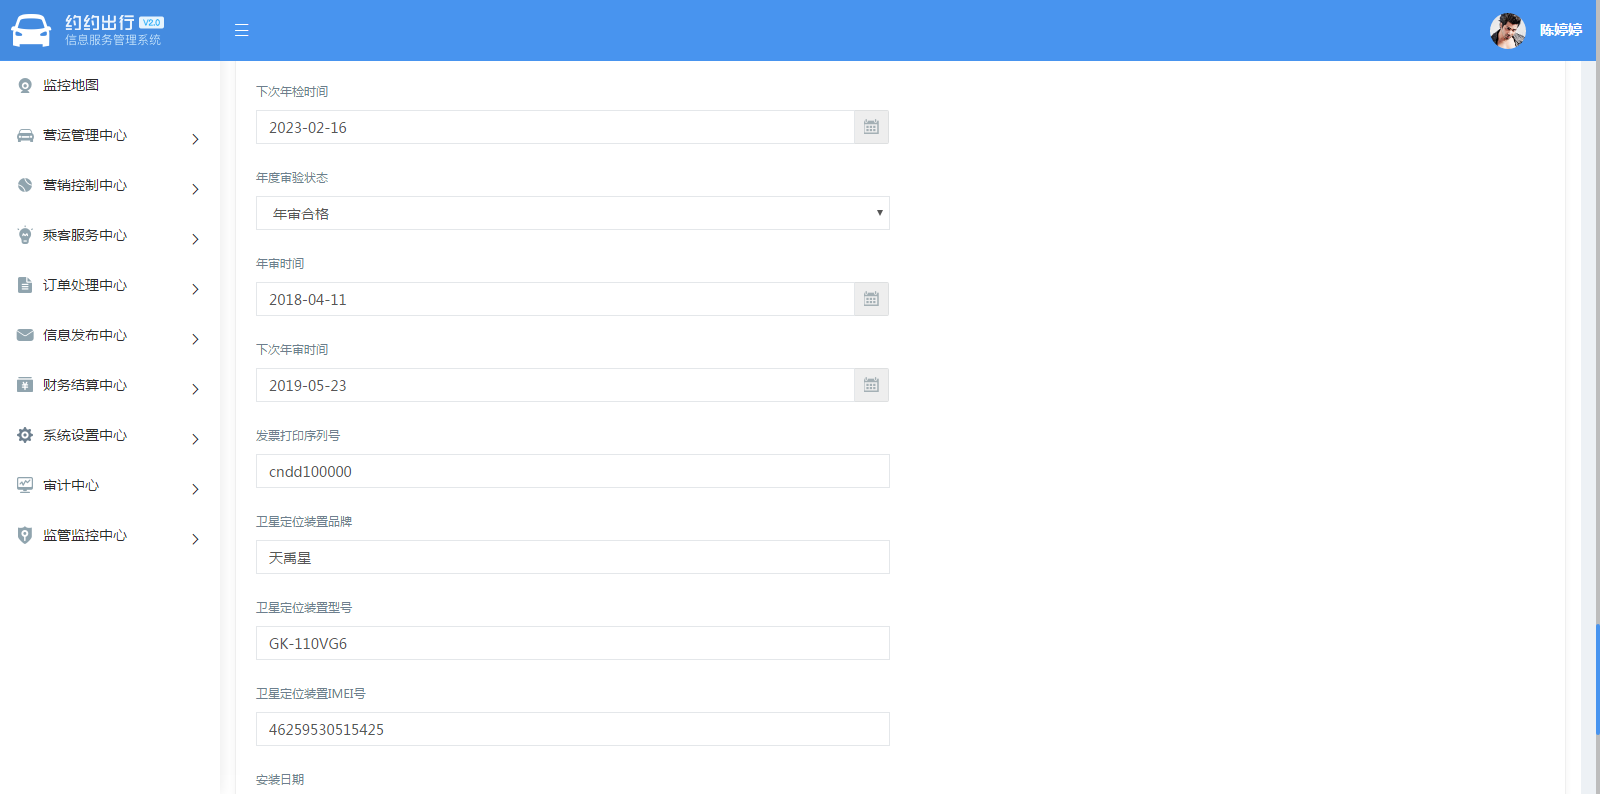 约约出行 V2.0
信息服务管理系统
陈婷婷
监控地图
营运管理中心
营销控制中心
乘客服务中心
订单处理中心
信息发布中心
财务结算中心
系统设置中心
审计中心
监管监控中心
下次年检时间
2023-02-16
年度审验状态
年审合格
年审时间
2018-04-11
下次年审时间
2019-05-23
发票打印序列号
cndd100000
卫星定位装置品牌
天禹星
卫星定位装置型号
GK-110VG6
卫星定位装置IMEI号
46259530515425
安装日期